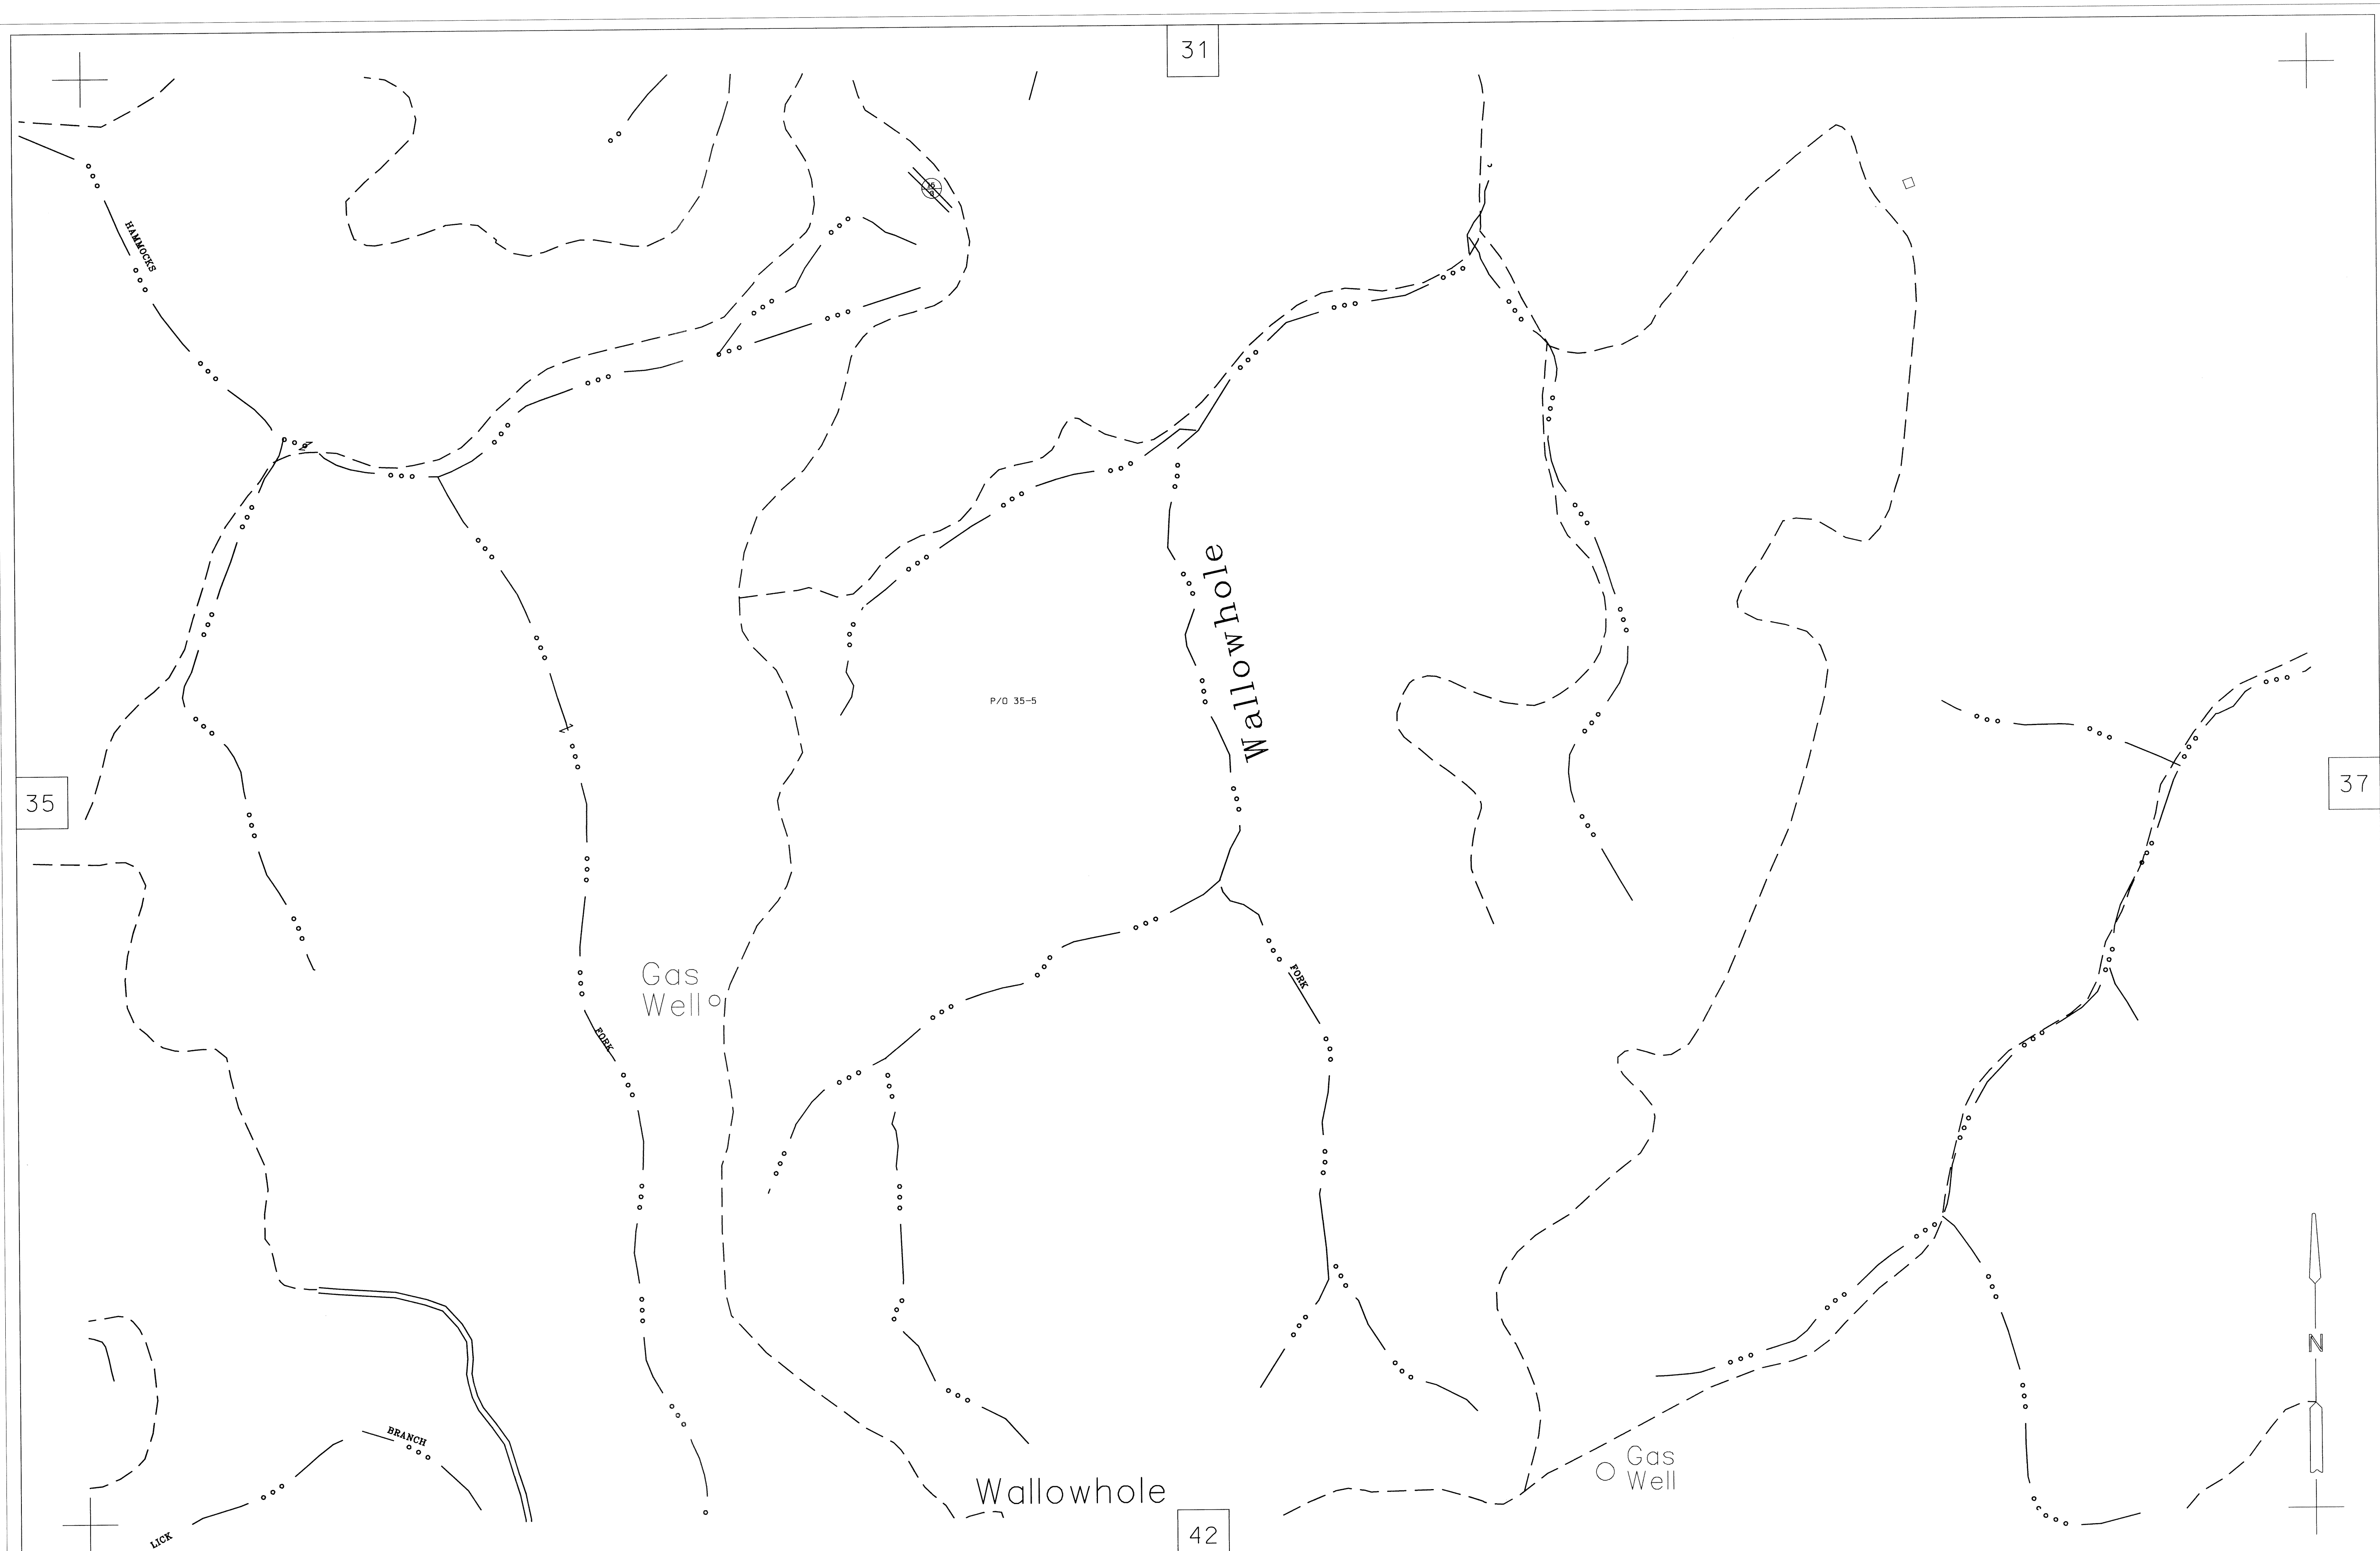 31
HAMMOCKS
Wallowhole
P/O 35-5
35
37
Gas
Well
FORK
FORK
N
BRANCH
Gas
Well
Wallowhole
LICK
42